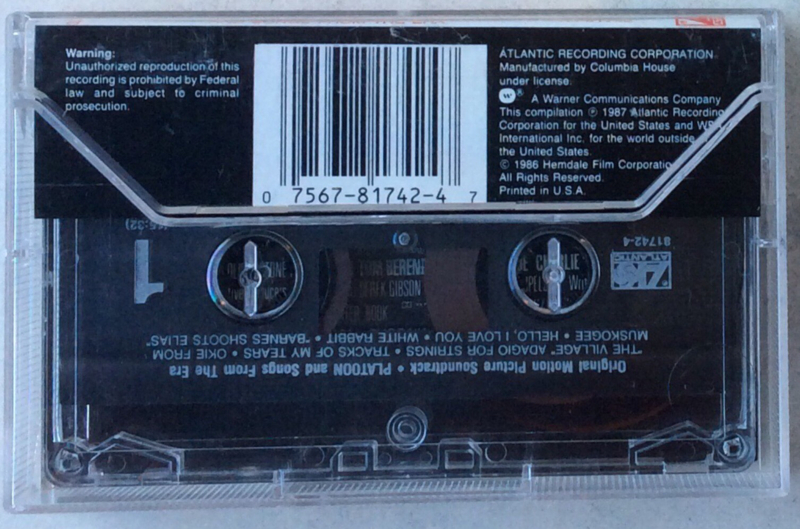 Warning:
Unauthorized reproduction of this
recording is prohibited by Federal
law and subject to criminal
prosecution.
0 7567-81742-4 7
ATLANTIC RECORDING CORPORATION
Manufactured by Columbia House
under license.
w ® A Warner Communications Company
This compilation ℗ 1987 Atlantic Recording
Corporation for the United States and
International Inc. for the world outside
the United States.
© 1986 Hemdale Film
All Rights Reserved.
Printed in U.S.A.
Original Motion Picture Soundtrack • PLATOON and Songs From The Era
"THE VILLAGE" ADAGIO FOR STRINGS • TRACKS OF MY TEARS • OKIE FROM
MUSKOGEE • HELLO, I LOVE YOU • WHITE RABBIT • "BARNES SHOOTS ELIAS"
ATLANTIC ®
81742-4
1
GIBSON